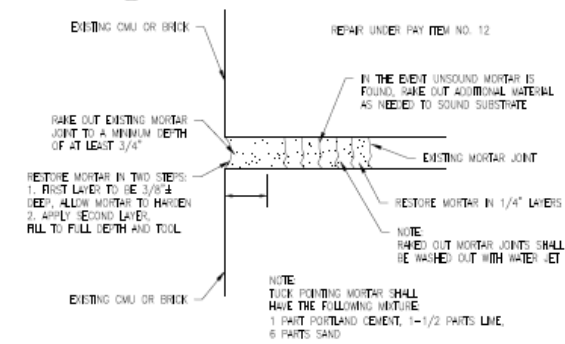 EXISTING CMU OR BRICK
REPAIR UNDER PAY ITEM NO. 12
IN THE EVENT UNSOUND MORTAR IS
FOUND, RAKE OUT ADDITIONAL MATERIAL
AS NEEDED TO SOUND SUBSTRATE
RAKE OUT EXISTING MORTAR
JOINT TO A MINIMUM DEPTH
OF AT LEAST 3/4"
EXISTING MORTAR JOINT
RESTORE MORTAR IN TWO STEPS:
1. FIRST LAYER TO BE 3/8"±
DEEP, ALLOW MORTAR TO HARDEN
2. APPLY SECOND LAYER,
FILL TO FULL DEPTH AND TOOL
RESTORE MORTAR IN 1/4" LAYERS
NOTE:
RAKED OUT MORTAR JOINTS SHALL
BE WASHED OUT WITH WATER JET
EXISTING CMU OR BRICK
NOTE:
TUCK POINTING MORTAR SHALL
HAVE THE FOLLOWING MIXTURE:
1 PART PORTLAND CEMENT, 1-1/2 PARTS LIME,
6 PARTS SAND